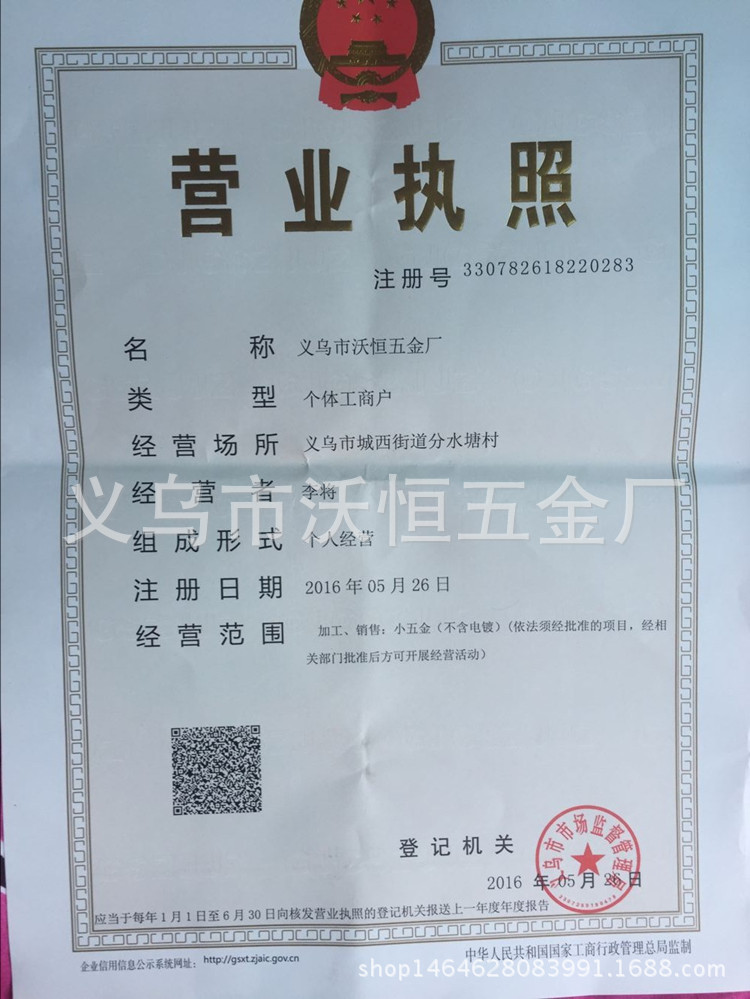 营业执照
注册号 330782618220283
名称 义乌市沃恒五金厂
类型 个体工商户
经营场所 义乌市城西街道分水塘村
经营者 李将
义乌市沃恒五金厂
组成形式 个人经营
注册日期 2016年05月26日
经营范围 加工、销售：小五金（不含电镀）(依法须经批准的项目，经相
关部门批准后方可开展经营活动）
登记机关
义乌市市场监督管理局
2016年05月26日
应当于每年1月1日至6月30日向核发营业执照的登记机关报送上一年度年度报告
企业信用信息公示系统网址：http://gsxt.zjaic.gov.cn
中华人民共和国国家工商行政管理总局监制
shop1464628083991.1688.com